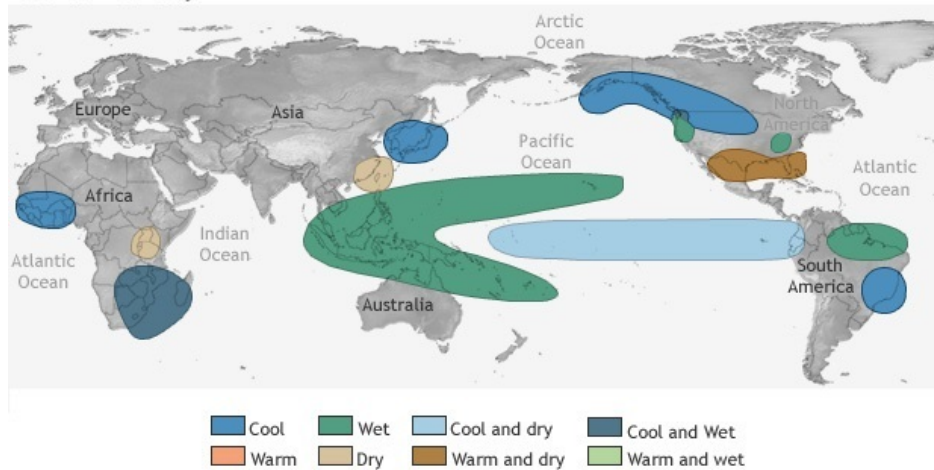 Arctic
Ocean
Europe
Asia
North
America
Pacific
Ocean
Africa
Atlantic
Ocean
Indian
Ocean
Atlantic
Ocean
South
America
Australia
Cool
Wet
Cool and dry
Cool and Wet
Warm
Dry
Warm and dry
Warm and wet